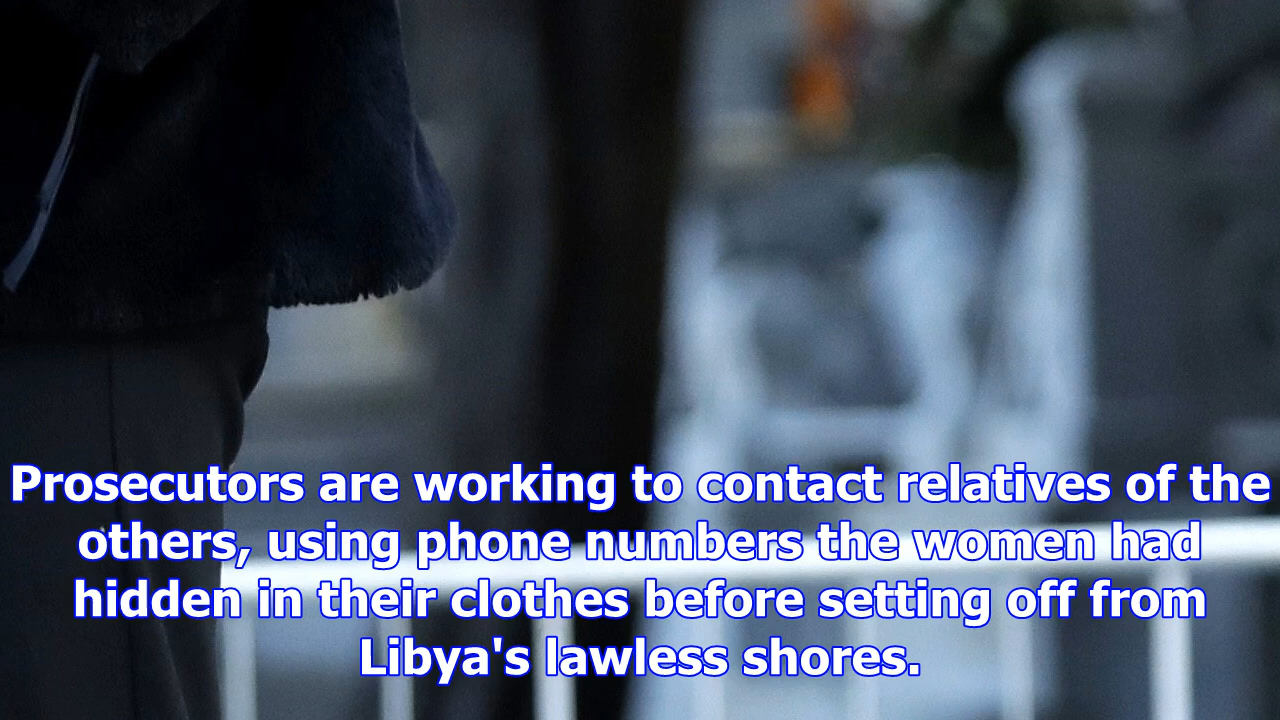 Prosecutors are working to contact relatives of the
others, using phone numbers the women had
hidden in their clothes before setting off from
Libya's lawless shores.